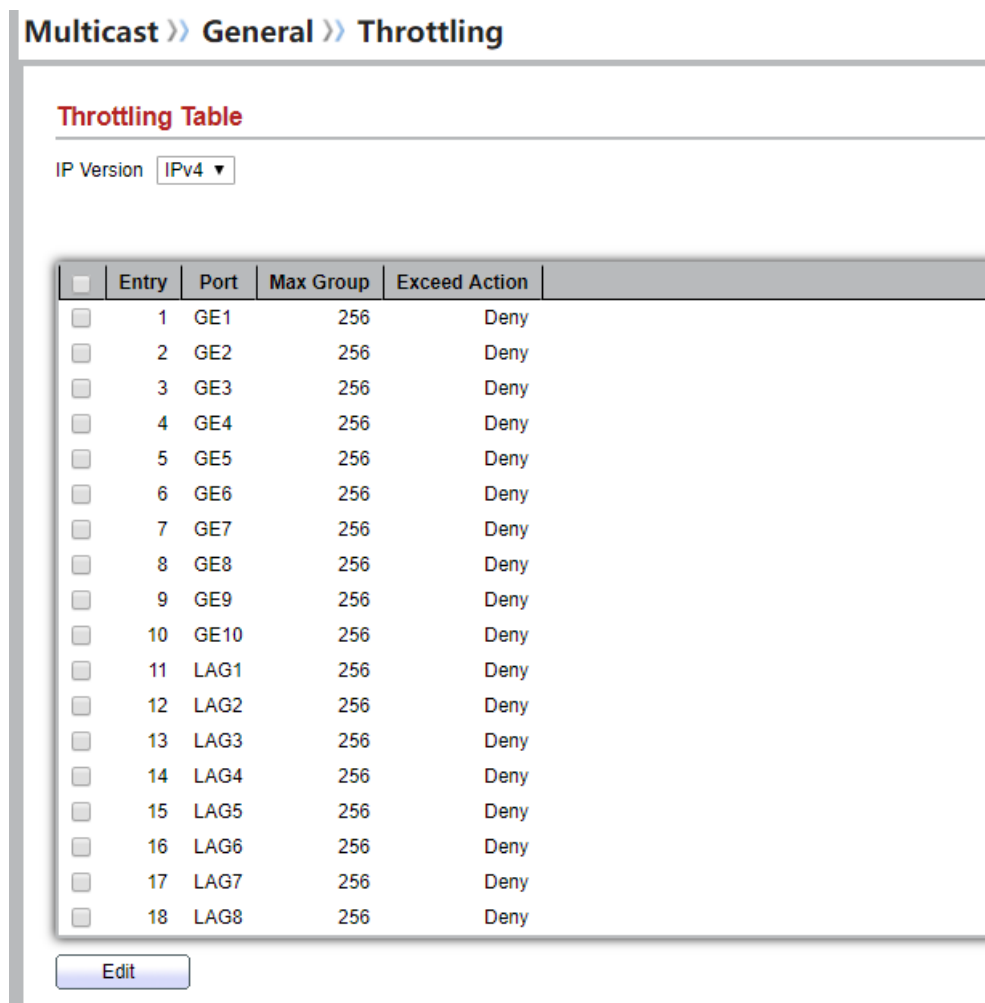 Multicast 》 General 》 Throttling
Throttling Table
IP Version IPv4 ▼
Entry Port Max Group Exceed Action
1 GE1 256 Deny
2 GE2 256 Deny
3 GE3 256 Deny
4 GE4 256 Deny
5 GE5 256 Deny
6 GE6 256 Deny
7 GE7 256 Deny
8 GE8 256 Deny
9 GE9 256 Deny
10 GE10 256 Deny
11 LAG1 256 Deny
12 LAG2 256 Deny
13 LAG3 256 Deny
14 LAG4 256 Deny
15 LAG5 256 Deny
16 LAG6 256 Deny
17 LAG7 256 Deny
18 LAG8 256 Deny
Edit